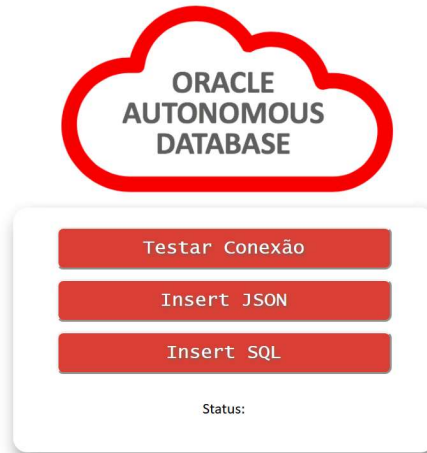 ORACLE
AUTONOMOUS
DATABASE
Testar Conexão
Insert JSON
Insert SQL
Status: